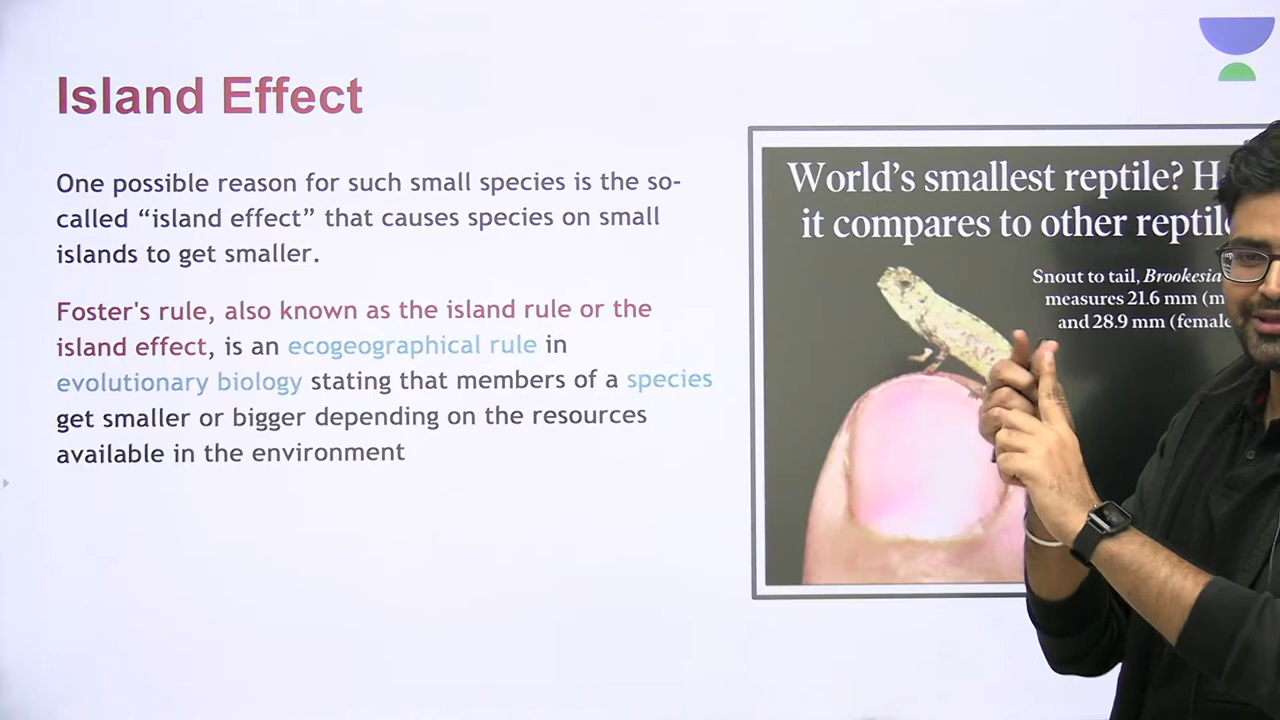 Island Effect
One possible reason for such small species is the so-
called “island effect” that causes species on small
islands to get smaller.
Foster's rule, also known as the island rule or the
island effect, is an ecogeographical rule in
evolutionary biology stating that members of a species
get smaller or bigger depending on the resources
available in the environment
World’s smallest reptile?
it compares to other
Snout to tail, Brookesia
measures 21.6 mm
and 28.9 mm